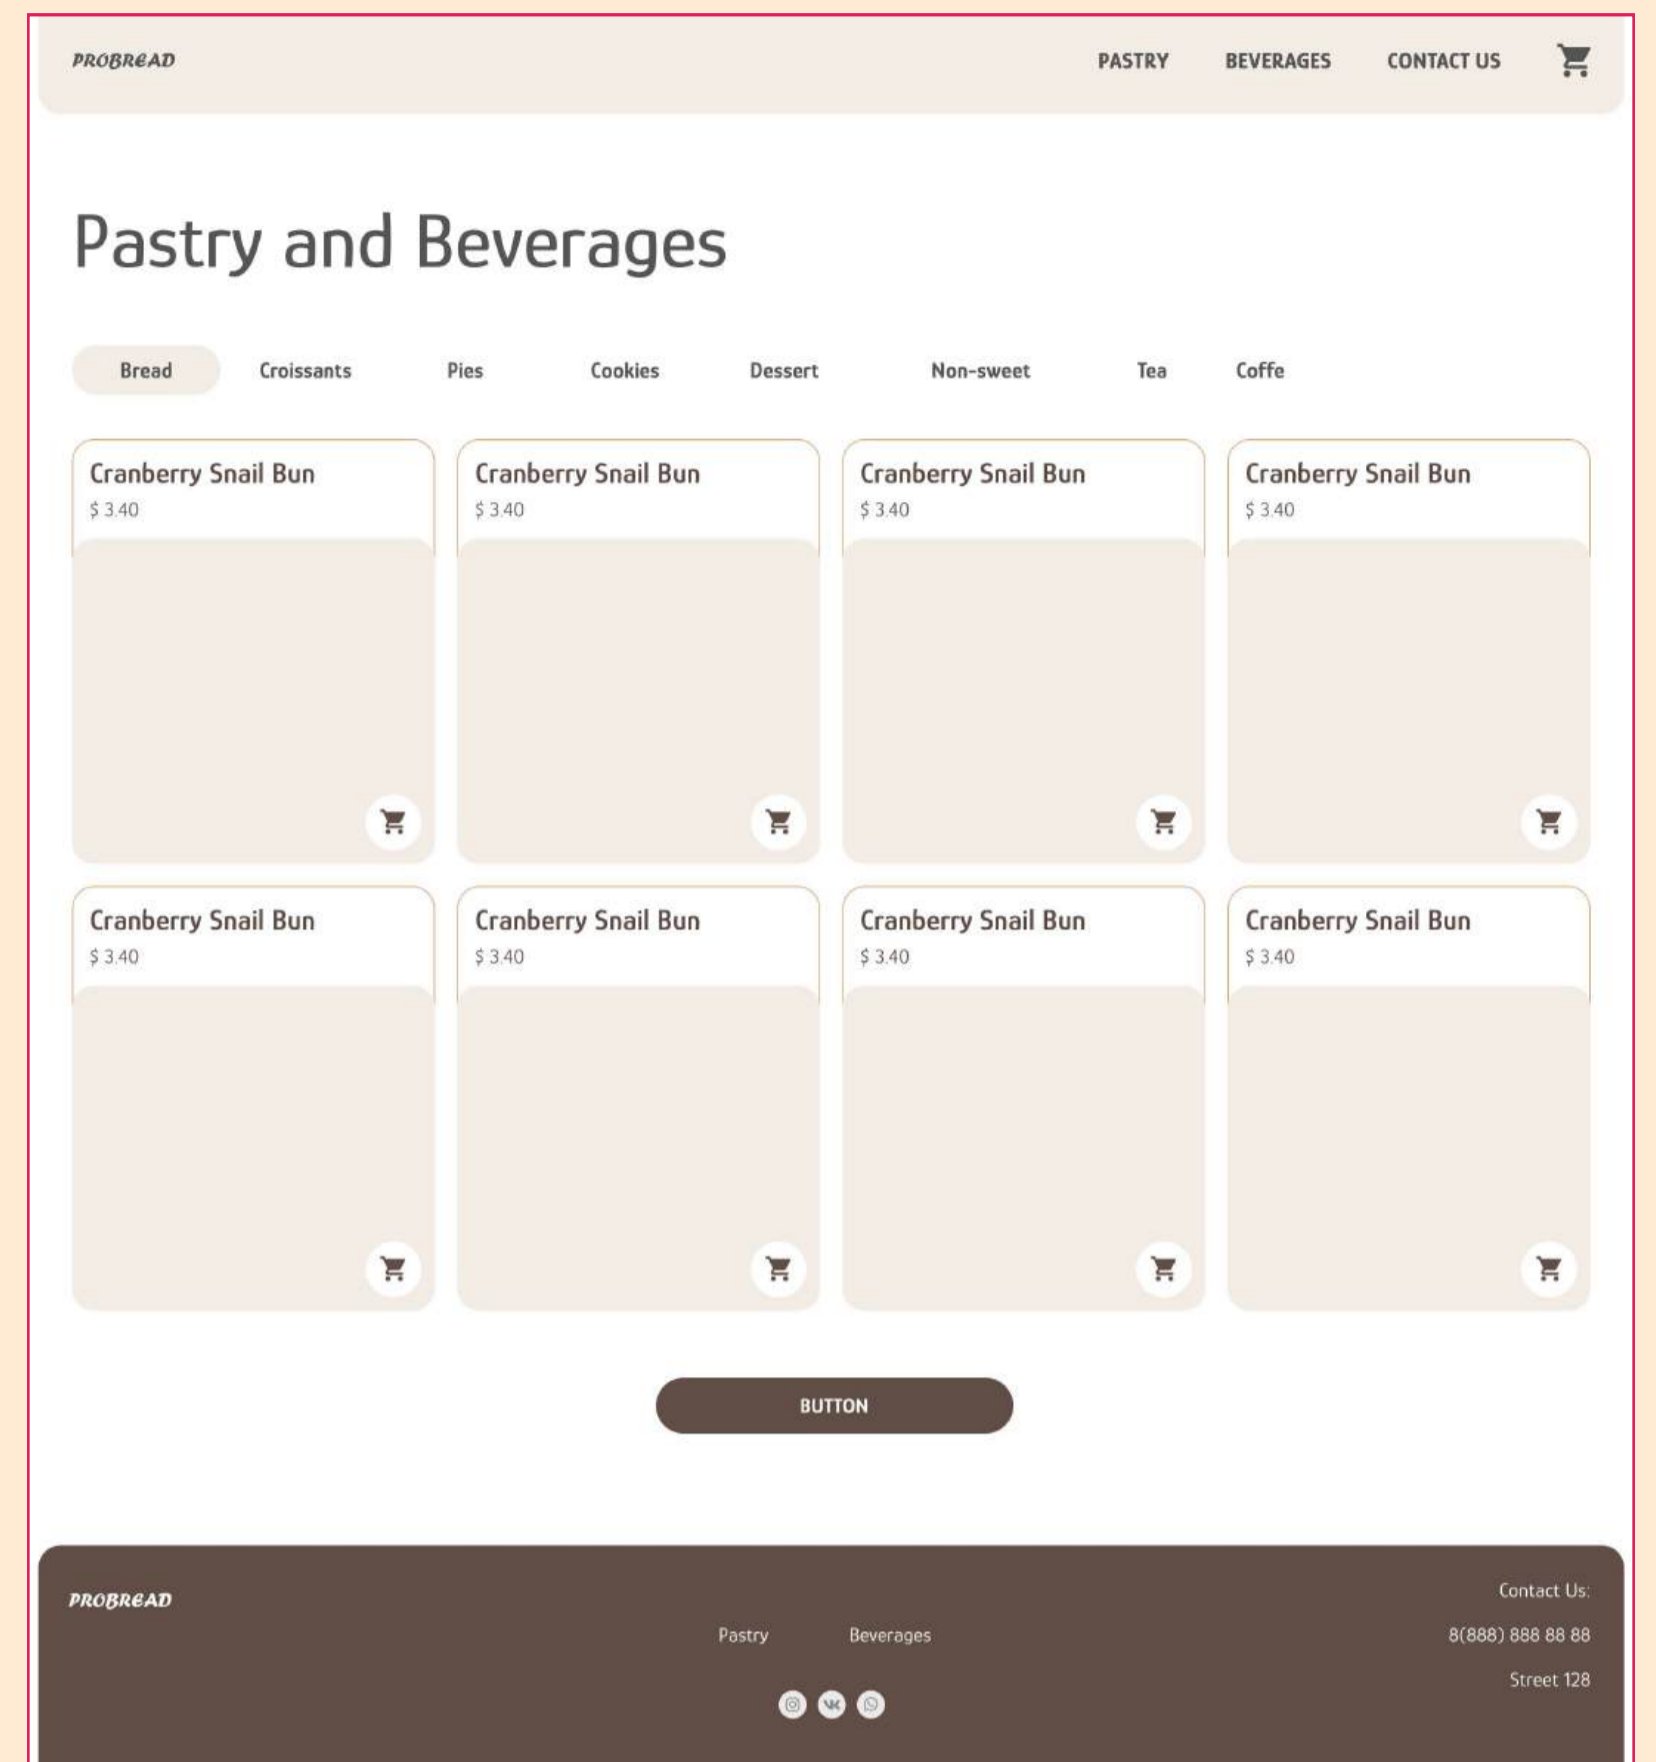 PROBREAD PASTRY BEVERAGES CONTACT US
Pastry and Beverages
Bread Croissants Pies Cookies Dessert Non-sweet Tea Coffe
Cranberry Snail Bun Cranberry Snail Bun Cranberry Snail Bun Cranberry Snail Bun
$ 3.40 $ 3.40 $ 3.40 $ 3.40
Cranberry Snail Bun Cranberry Snail Bun Cranberry Snail Bun Cranberry Snail Bun
$ 3.40 $ 3.40 $ 3.40 $ 3.40
BUTTON
Contact Us:
PROBREAD
Pastry Beverages 8(888) 888 88 88
Street 128